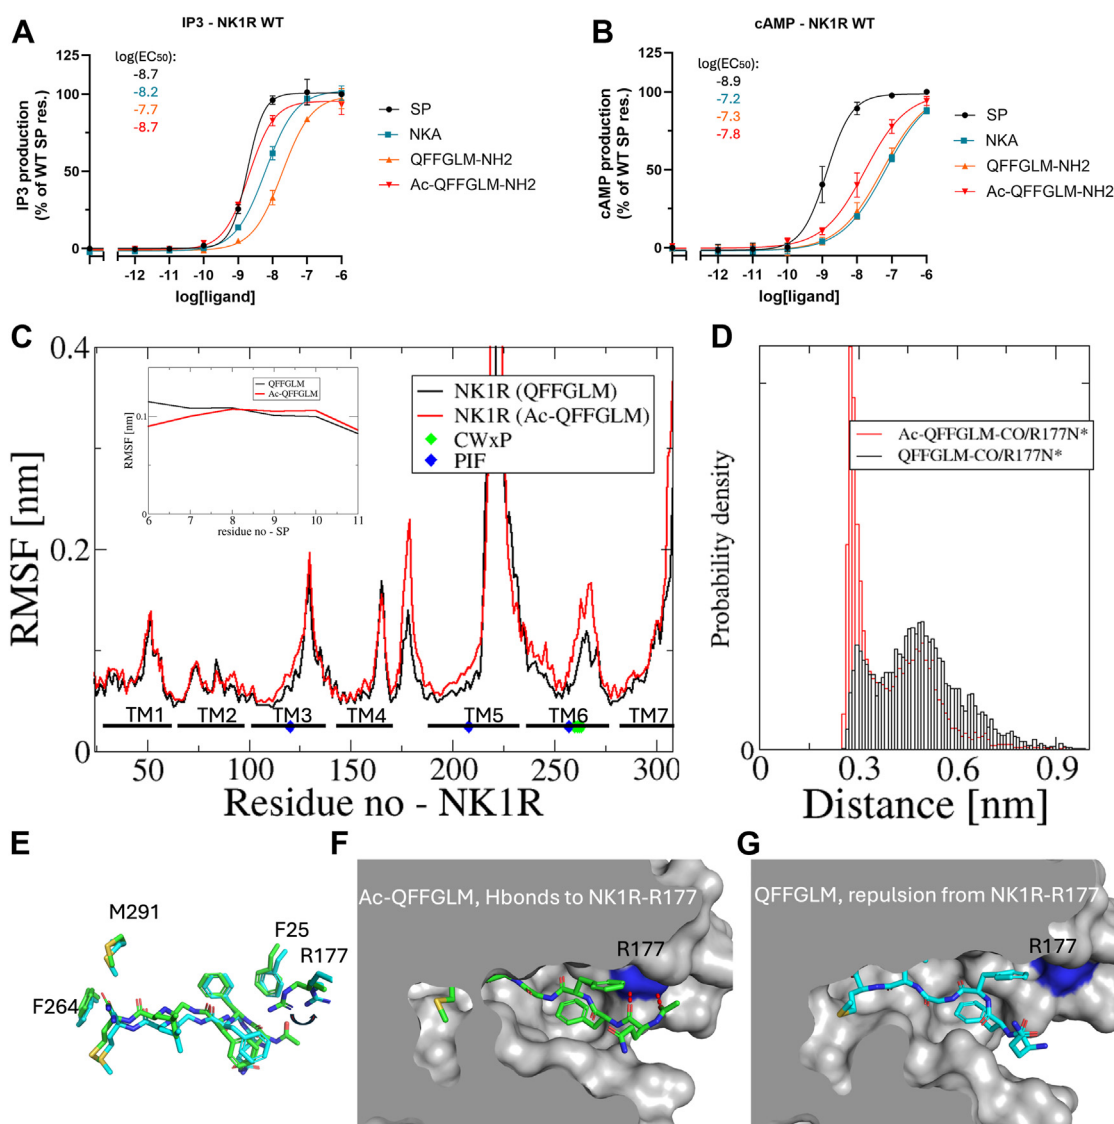 A
IP3 - NK1R WT
125
100
75
50
25
0
IP3 production
(% of WT SP res.)
log(EC50):
-8.7
-8.2
-7.7
-8.7
SP
NKA
QFFGLM-NH2
Ac-QFFGLM-NH2
-12 -11 -10 -9 -8 -7 -6
log[ligand]
B
cAMP - NK1R WT
125
100
75
50
25
0
cAMP production
(% of WT SP res.)
log(EC50):
-8.9
-7.2
-7.3
-7.8
SP
NKA
QFFGLM-NH2
Ac-QFFGLM-NH2
-12 -11 -10 -9 -8 -7 -6
log[ligand]
C
0.4
0.2
0
RMSF [nm]
QFFGLM
Ac-QFFGLM
RMSF [nm]
0.1
0
6 7 8 9 10 11
residue no - SP
NK1R (QFFGLM)
NK1R (Ac-QFFGLM)
CWxP
PIF
TM1 TM2 TM3 TM4 TM5 TM6 TM7
50 100 150 200 250 300
Residue no - NK1R
D
Probability density
Ac-QFFGLM-CO/R177N*
QFFGLM-CO/R177N*
0
0 0.3 0.6 0.9
Distance [nm]
E
M291
F25
R177
F264
F
Ac-QFFGLM, Hbonds to NK1R-R177
R177
G
QFFGLM, repulsion from NK1R-R177
R177